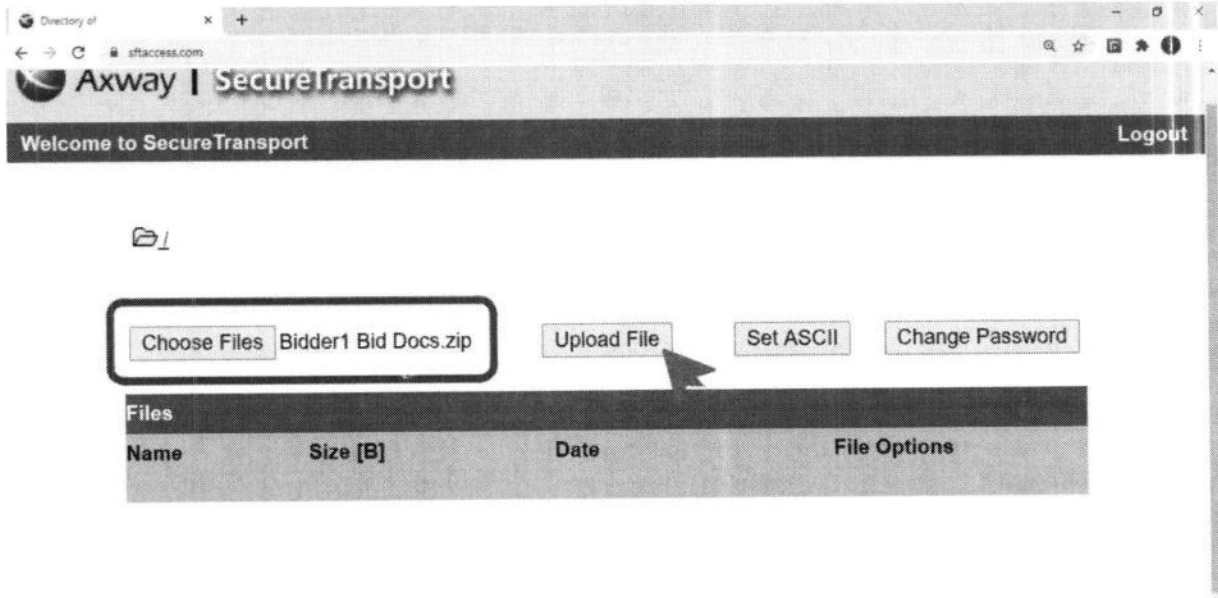 Directory of
sftaccess.com
Axway | SecureTransport
Welcome to SecureTransport Logout
/
Choose Files Bidder1 Bid Docs.zip Upload File Set ASCII Change Password
Files
Name Size [B] Date File Options